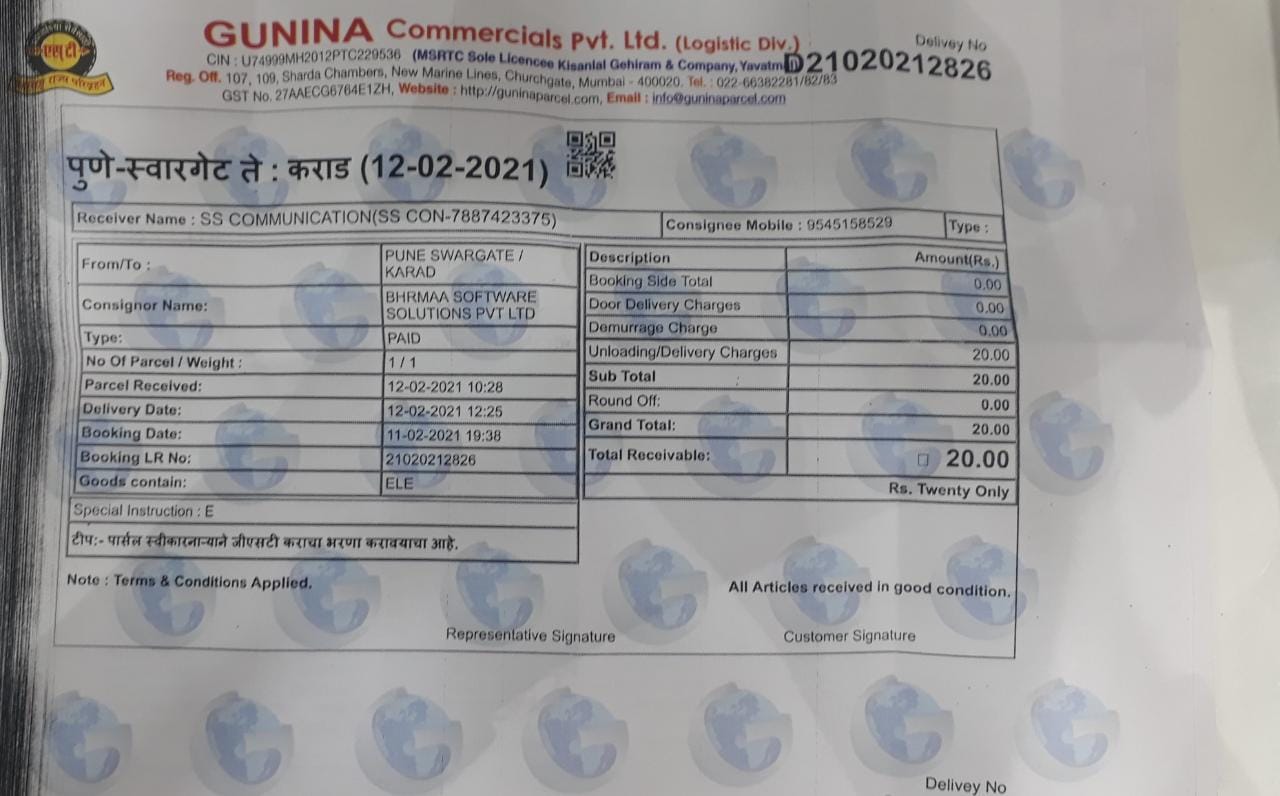 एस टी
GUNINA Commercials Pvt. Ltd. (Logistic Div.)
Delivey No
CIN : U74999MH2012PTC229536 (MSRTC Sole Licencee Kisanlal Gehiram & Company, Yavatm
D21020212826
Reg. Off. 107, 109, Sharda Chambers, New Marine Lines, Churchgate, Mumbai - 400020. Tel. : 022-66382281/82/83
GST No. 27AAECG6764E1ZH, Website : http://guninaparcel.com, Email : info@guninaparcel.com
पुणे-स्वारगेट ते : कराड (12-02-2021)
Receiver Name : SS COMMUNICATION(SS CON-7887423375)
Consignee Mobile : 9545158529
Type :
From/To :
PUNE SWARGATE /
KARAD
Consignor Name:
BHRMAA SOFTWARE
SOLUTIONS PVT LTD
Type:
PAID
No Of Parcel / Weight :
1 / 1
Parcel Received:
12-02-2021 10:28
Delivery Date:
12-02-2021 12:25
Booking Date:
11-02-2021 19:38
Booking LR No:
21020212826
Goods contain:
ELE
Special Instruction : E
टीप:- पार्सल स्वीकारनाऱ्याने जीएसटी कराचा भरणा करावयाचा आहे.
Description
Amount(Rs.)
Booking Side Total
0.00
Door Delivery Charges
0.00
Demurrage Charge
0.00
Unloading/Delivery Charges
20.00
Sub Total
20.00
Round Off:
0.00
Grand Total:
20.00
Total Receivable:
20.00
Rs. Twenty Only
Note : Terms & Conditions Applied.
All Articles received in good condition.
Representative Signature
Customer Signature
Delivey No